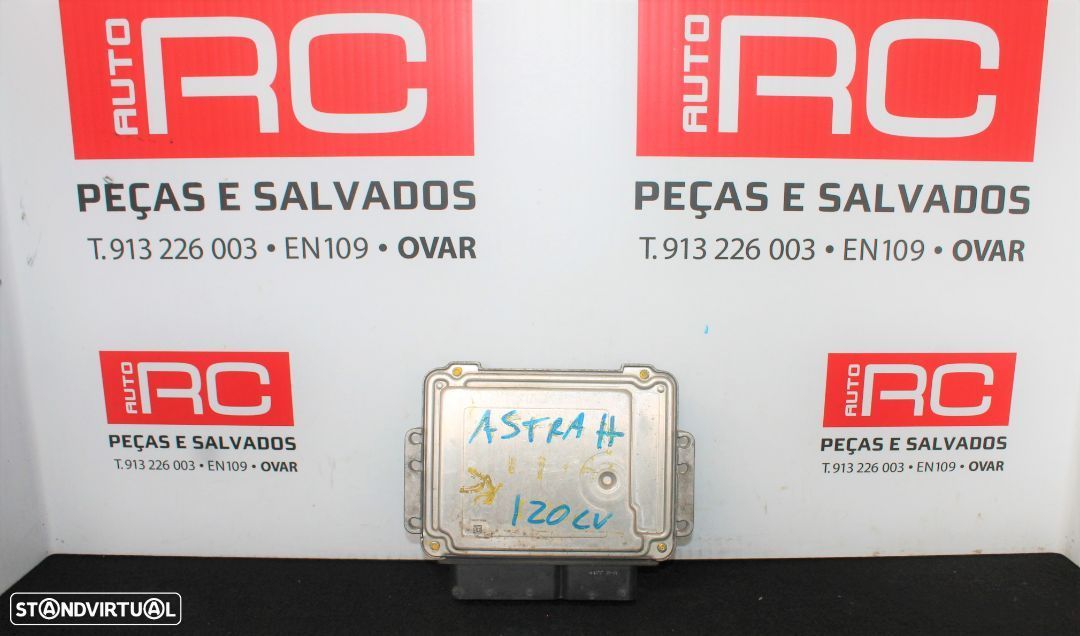 AUTO RC
PEÇAS E SALVADOS
T. 913 226 003 • EN109 • OVAR
AUTO RC
PEÇAS E SALVADOS
T. 913 226 003 • EN109 • OVAR
AUTO RC
PEÇAS E SALVADOS
T. 913 226 003 • EN109 • OVAR
AUTO RC
PEÇAS E SALVADOS
T. 913 226 003 • EN109 • OVAR
ASTRA H
120cv
STANDVIRTUAL